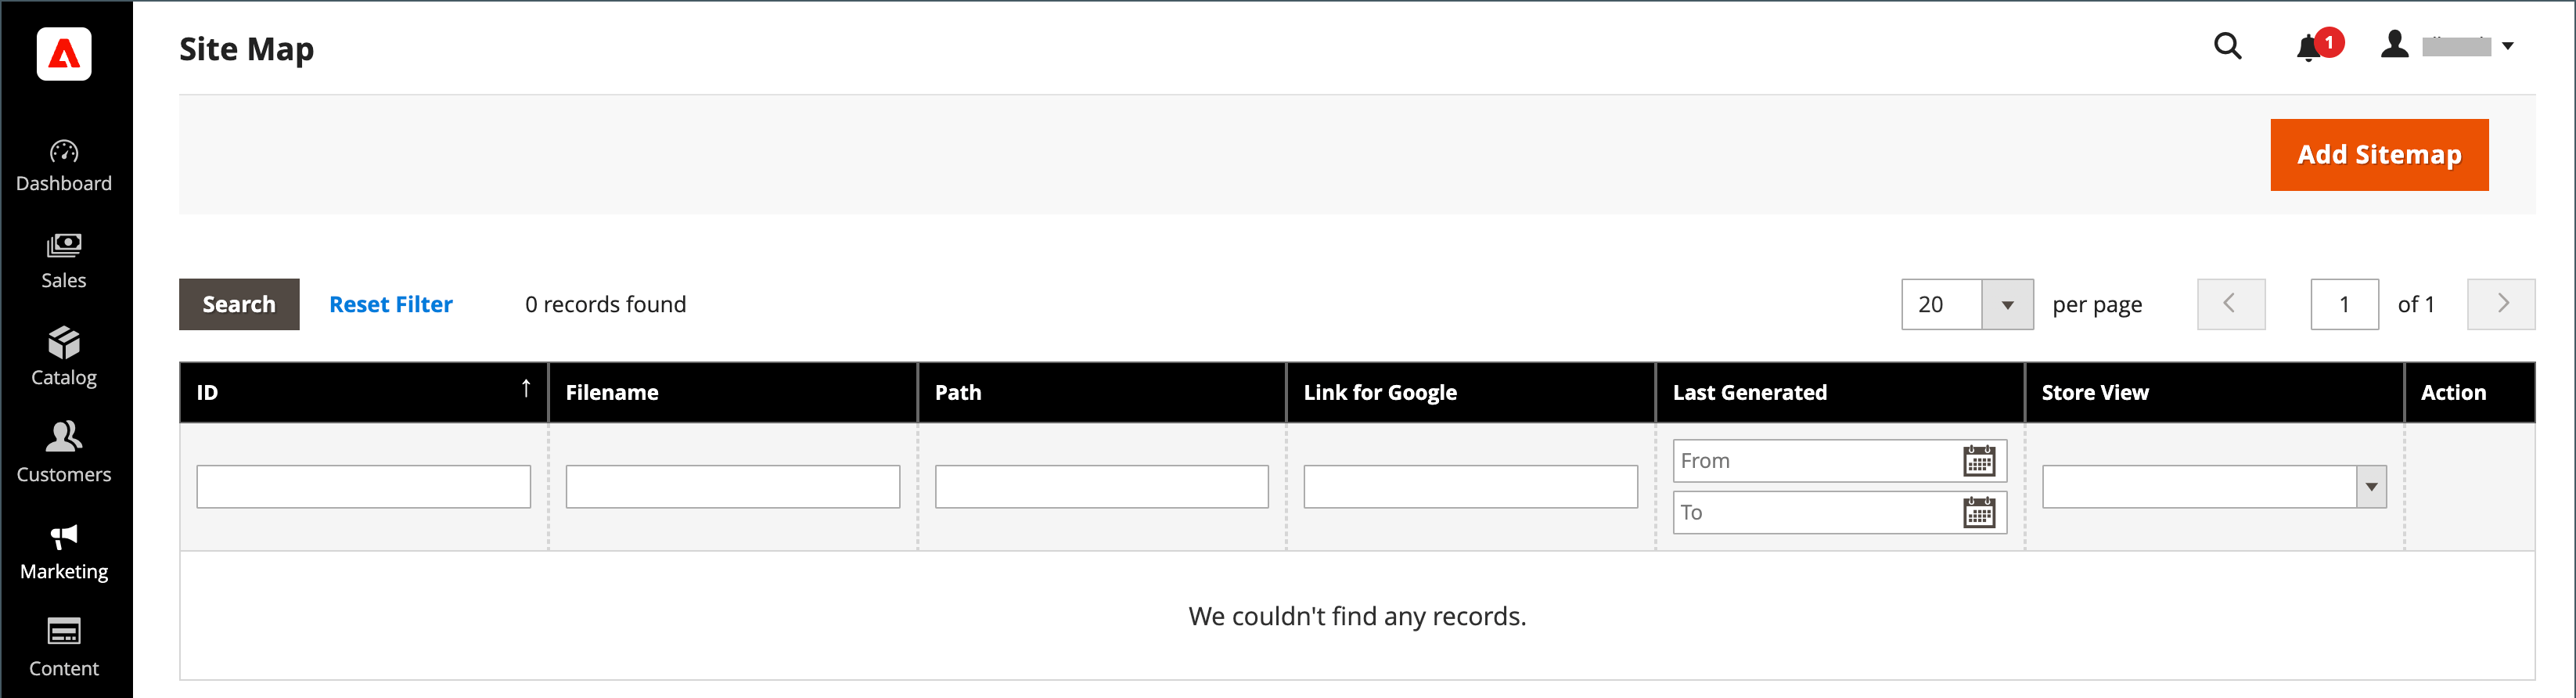 Site Map
1
Add Sitemap
Dashboard
Sales
Catalog
Customers
Marketing
Content
Search Reset Filter 0 records found 20 per page 1 of 1
ID Filename Path Link for Google Last Generated Store View Action
From
To
We couldn't find any records.